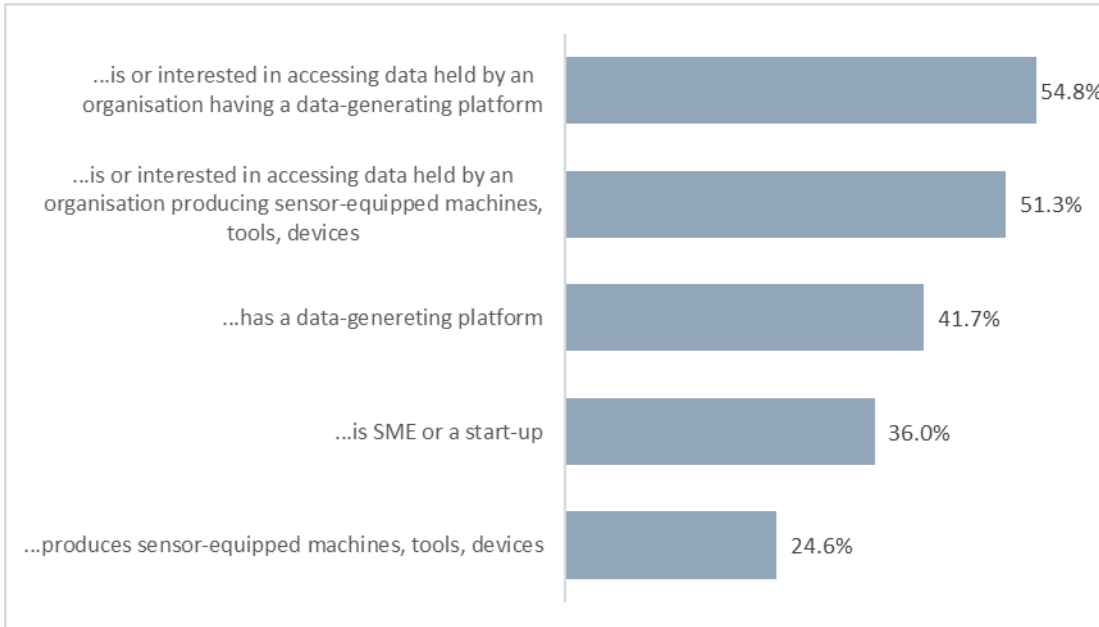 ...is or interested in accessing data held by an
organisation having a data-generating platform
54.8%
...is or interested in accessing data held by an
organisation producing sensor-equipped machines,
tools, devices
51.3%
...has a data-genereting platform
41.7%
...is SME or a start-up
36.0%
...produces sensor-equipped machines, tools, devices
24.6%